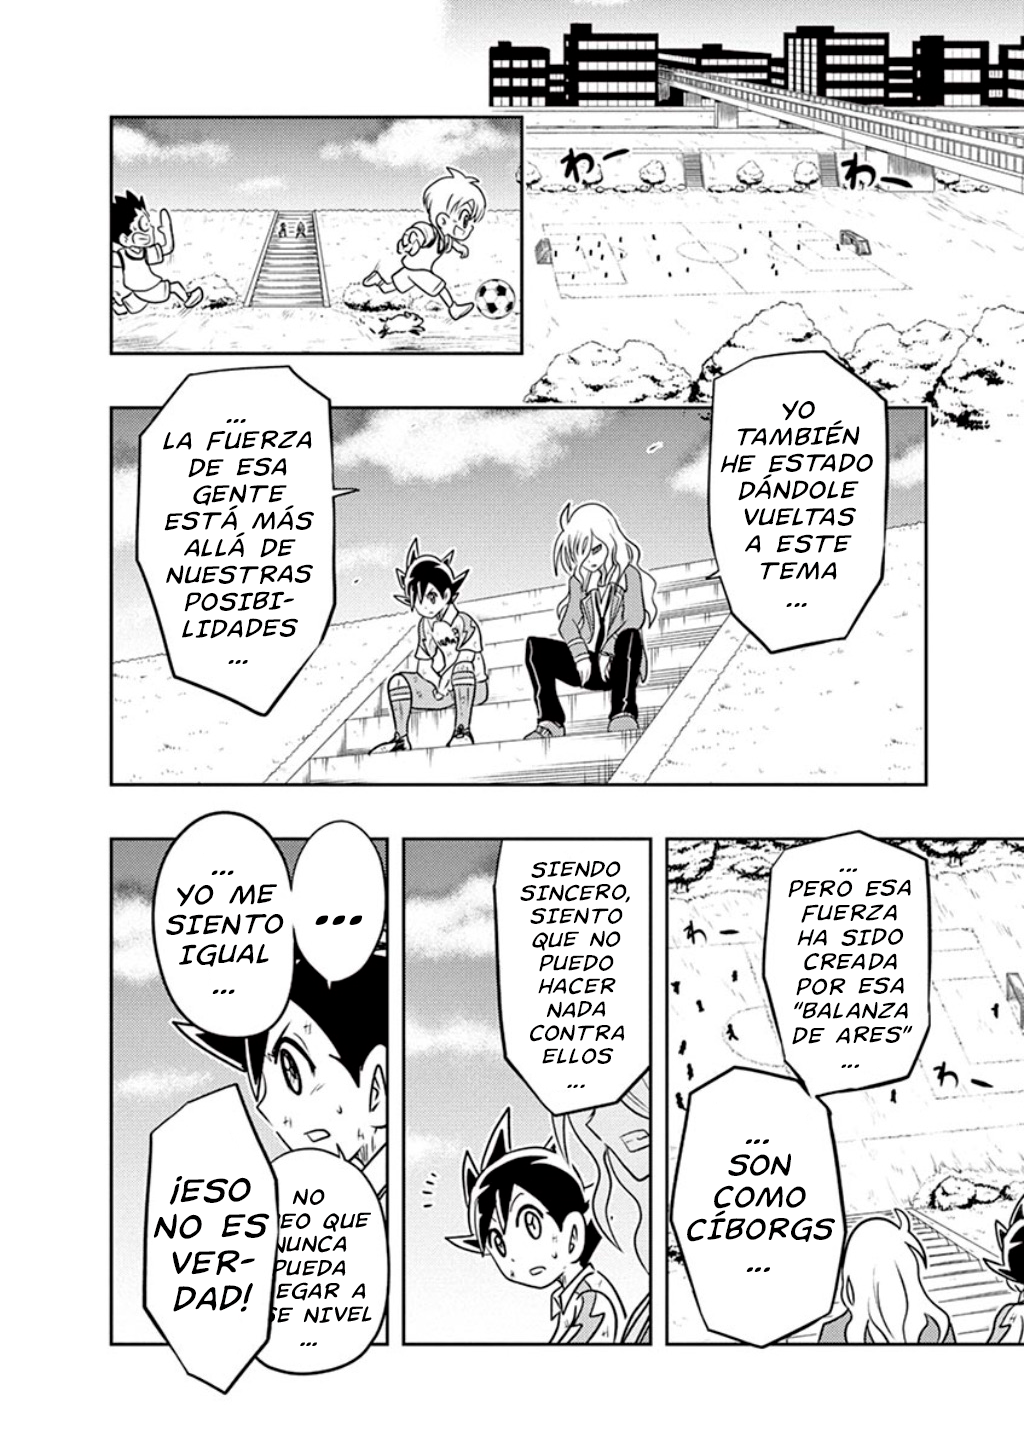 わー
わー
YO
TAMBIÉN
HE ESTADO
DÁNDOLE
VUELTAS
A ESTE
TEMA
...
...
LA FUERZA
DE ESA
GENTE
ESTÁ MÁS
ALLÁ DE
NUESTRAS
POSIBI-
LIDADES
...
...
PERO ESA
FUERZA
HA SIDO
CREADA
POR ESA
"BALANZA
DE ARES"
...
わー
わー
...
SON
COMO
CÍBORGS
...
SIENDO
SINCERO,
SIENTO
QUE NO
PUEDO
HACER
NADA
CONTRA
ELLOS
...
...
...
YO ME
SIENTO
IGUAL
...
NO
EO QUE
NUNCA
PUEDA
EGAR A
SE NIVEL
...
¡ESO
NO ES
VER-
DAD!